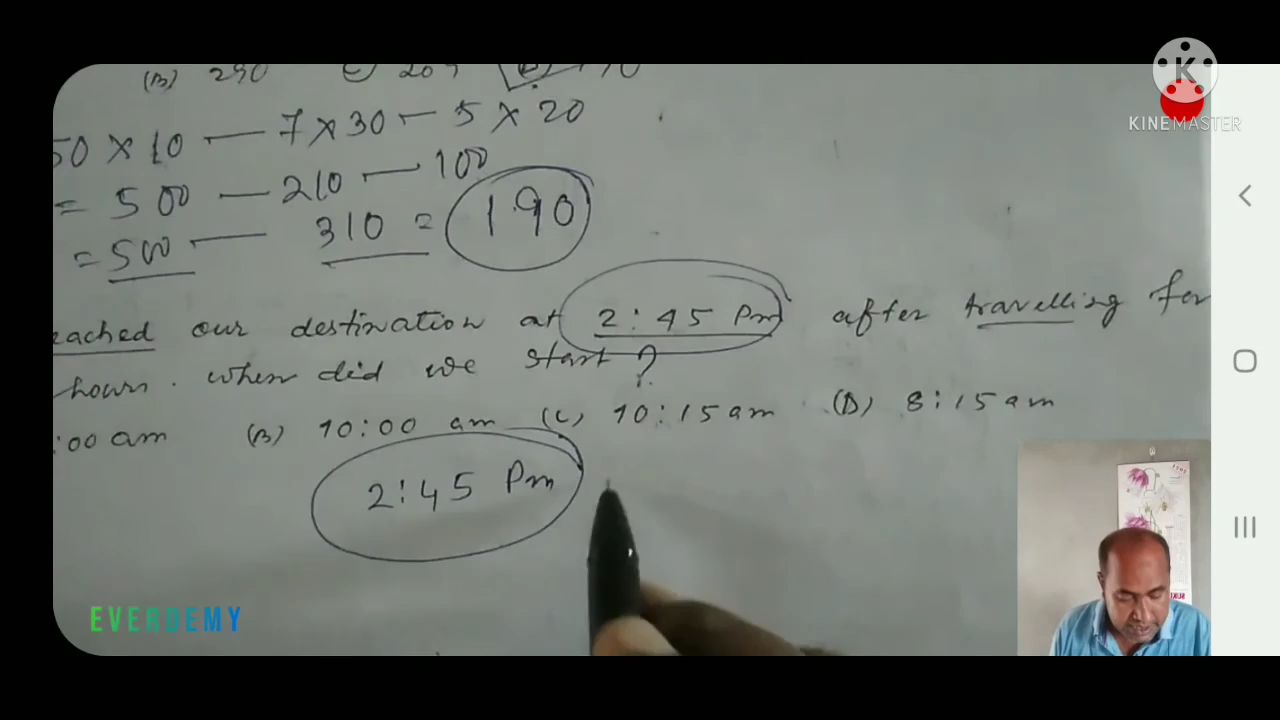 (B) 290
50 × 10 — 7 × 30 — 5 × 20
= 500 — 210 — 100
= 500 — 310 = 190
reached our destination at 2:45 Pm after travelling for
hours. when did we start?
:00 am (B) 10:00 am (C) 10:15 am (D) 8:15 am
2:45 Pm
EVERDEMY
K
KINEMASTER